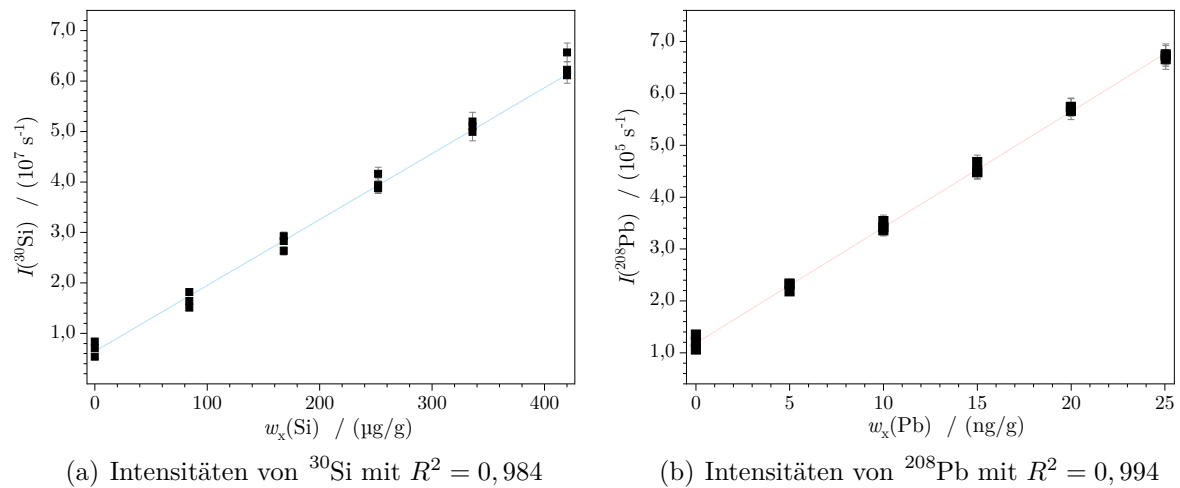 7,0
6,0
5,0
4,0
3,0
2,0
1,0
I(³⁰Si) / (10⁷ s⁻¹)
0 100 200 300 400
wₓ(Si) / (µg/g)
(a) Intensitäten von ³⁰Si mit R² = 0, 984
7,0
6,0
5,0
4,0
3,0
2,0
1,0
I(²⁰⁸Pb) / (10⁵ s⁻¹)
0 5 10 15 20 25
wₓ(Pb) / (ng/g)
(b) Intensitäten von ²⁰⁸Pb mit R² = 0, 994